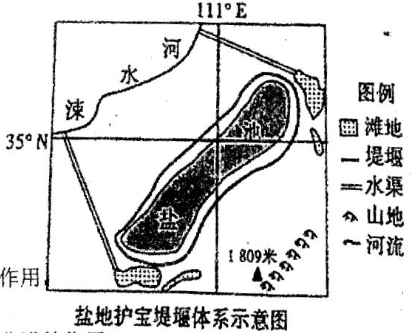 111°E
河
水
涑
35°N
池
盐
1 809米
图例
滩地
堤堰
水渠
山地
河流
作用
盐地护宝堤堰体系示意图